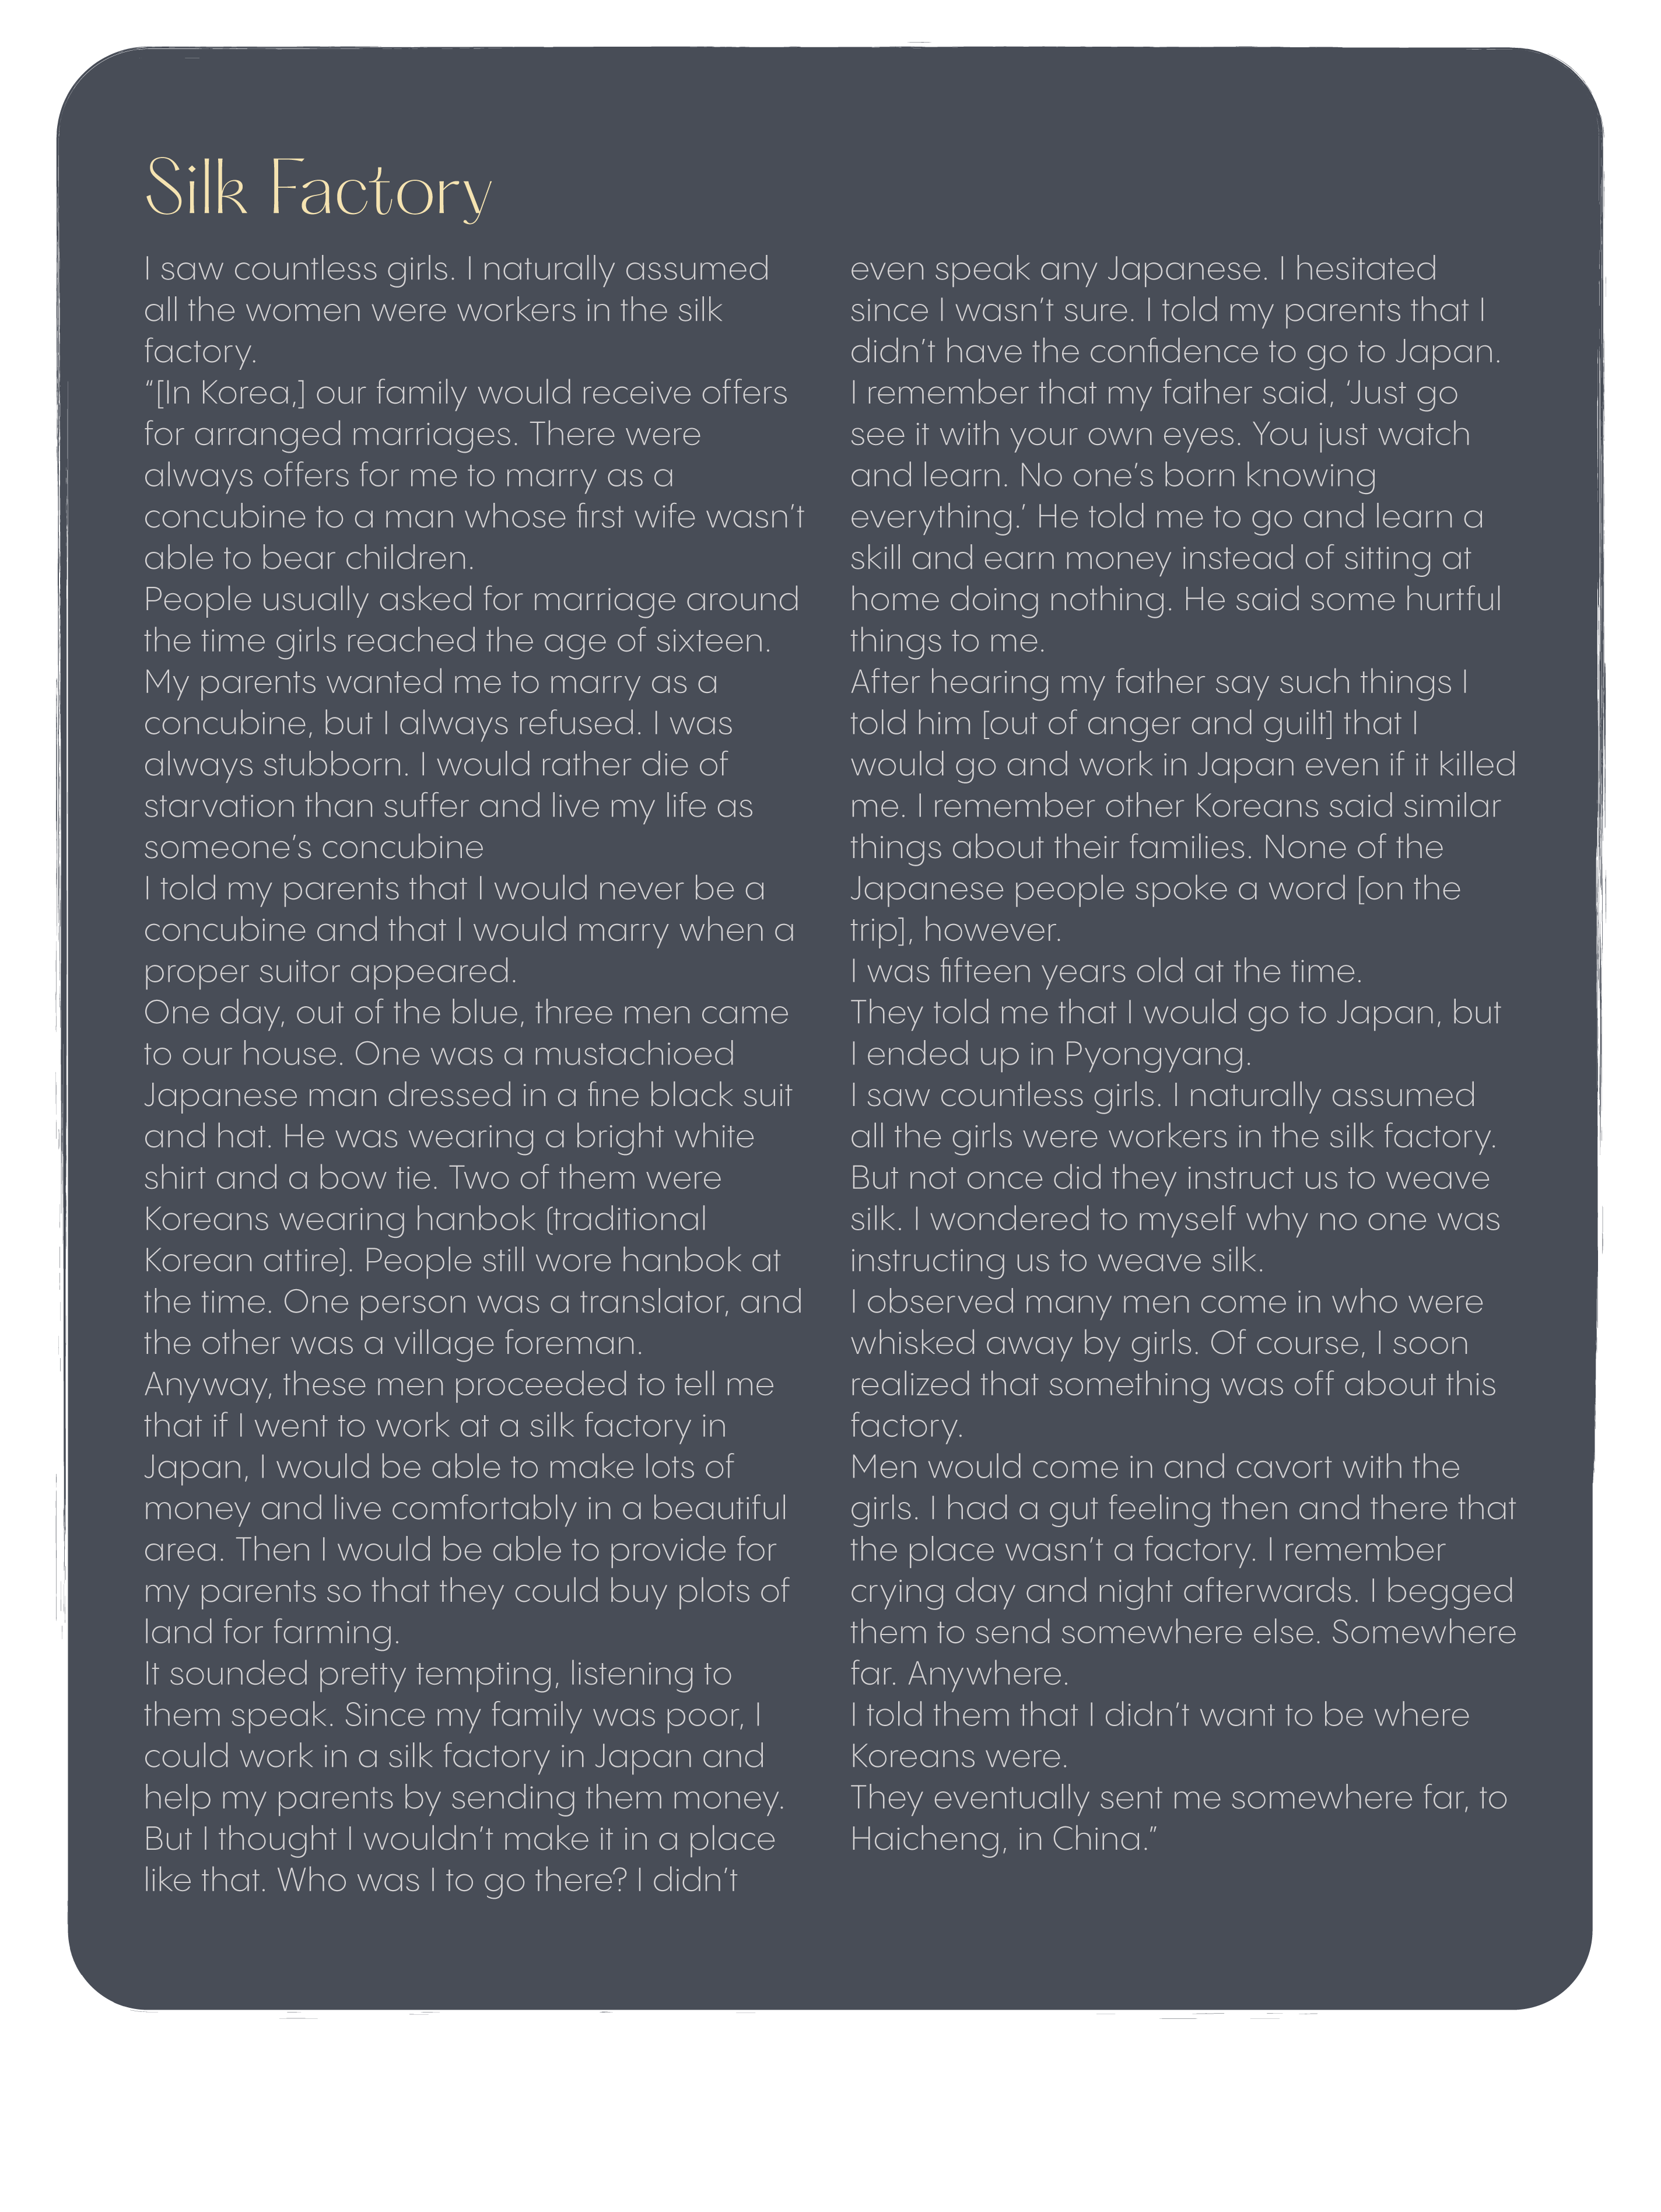 Silk Factory
I saw countless girls. I naturally assumed
all the women were workers in the silk
factory.
“[In Korea,] our family would receive offers
for arranged marriages. There were
always offers for me to marry as a
concubine to a man whose first wife wasn’t
able to bear children.
People usually asked for marriage around
the time girls reached the age of sixteen.
My parents wanted me to marry as a
concubine, but I always refused. I was
always stubborn. I would rather die of
starvation than suffer and live my life as
someone’s concubine
I told my parents that I would never be a
concubine and that I would marry when a
proper suitor appeared.
One day, out of the blue, three men came
to our house. One was a mustachioed
Japanese man dressed in a fine black suit
and hat. He was wearing a bright white
shirt and a bow tie. Two of them were
Koreans wearing hanbok (traditional
Korean attire). People still wore hanbok at
the time. One person was a translator, and
the other was a village foreman.
Anyway, these men proceeded to tell me
that if I went to work at a silk factory in
Japan, I would be able to make lots of
money and live comfortably in a beautiful
area. Then I would be able to provide for
my parents so that they could buy plots of
land for farming.
It sounded pretty tempting, listening to
them speak. Since my family was poor, I
could work in a silk factory in Japan and
help my parents by sending them money.
But I thought I wouldn’t make it in a place
like that. Who was I to go there? I didn’t
even speak any Japanese. I hesitated
since I wasn’t sure. I told my parents that I
didn’t have the confidence to go to Japan.
I remember that my father said, ‘Just go
see it with your own eyes. You just watch
and learn. No one’s born knowing
everything.’ He told me to go and learn a
skill and earn money instead of sitting at
home doing nothing. He said some hurtful
things to me.
After hearing my father say such things I
told him [out of anger and guilt] that I
would go and work in Japan even if it killed
me. I remember other Koreans said similar
things about their families. None of the
Japanese people spoke a word [on the
trip], however.
I was fifteen years old at the time.
They told me that I would go to Japan, but
I ended up in Pyongyang.
I saw countless girls. I naturally assumed
all the girls were workers in the silk factory.
But not once did they instruct us to weave
silk. I wondered to myself why no one was
instructing us to weave silk.
I observed many men come in who were
whisked away by girls. Of course, I soon
realized that something was off about this
factory.
Men would come in and cavort with the
girls. I had a gut feeling then and there that
the place wasn’t a factory. I remember
crying day and night afterwards. I begged
them to send somewhere else. Somewhere
far. Anywhere.
I told them that I didn’t want to be where
Koreans were.
They eventually sent me somewhere far, to
Haicheng, in China.”